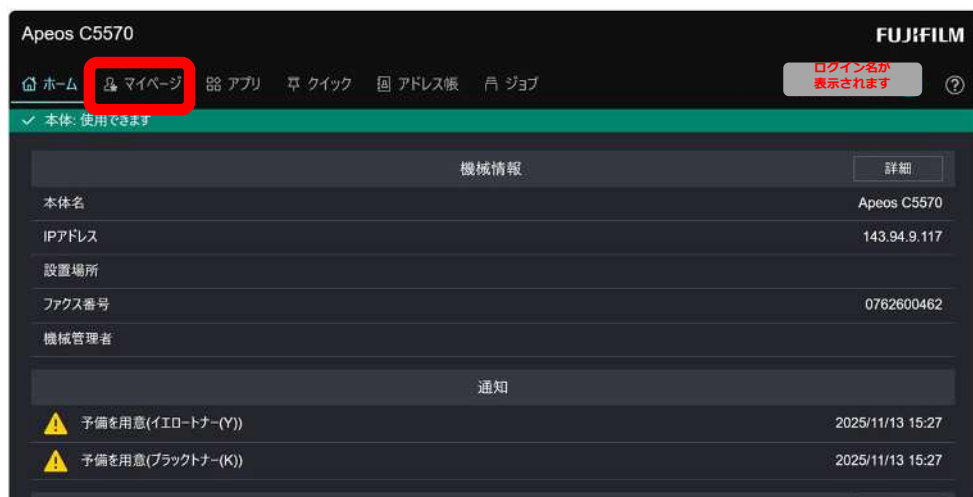 Apeos C5570
FUJIFILM
ホーム マイページ アプリ クイック アドレス帳 ジョブ
ログイン名が
表示されます
本体: 使用できます
機械情報 詳細
本体名 Apeos C5570
IPアドレス 143.94.9.117
設置場所
ファクス番号 0762600462
機械管理者
通知
予備を用意(イエロートナー(Y)) 2025/11/13 15:27
予備を用意(ブラックトナー(K)) 2025/11/13 15:27